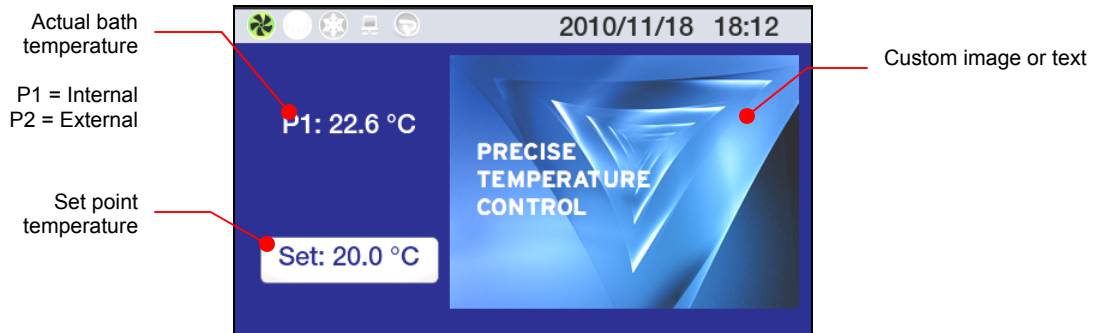 Actual bath
temperature
P1 = Internal
P2 = External
Set point
temperature
2010/11/18 18:12
P1: 22.6 °C
Set: 20.0 °C
PRECISE
TEMPERATURE
CONTROL
Custom image or text